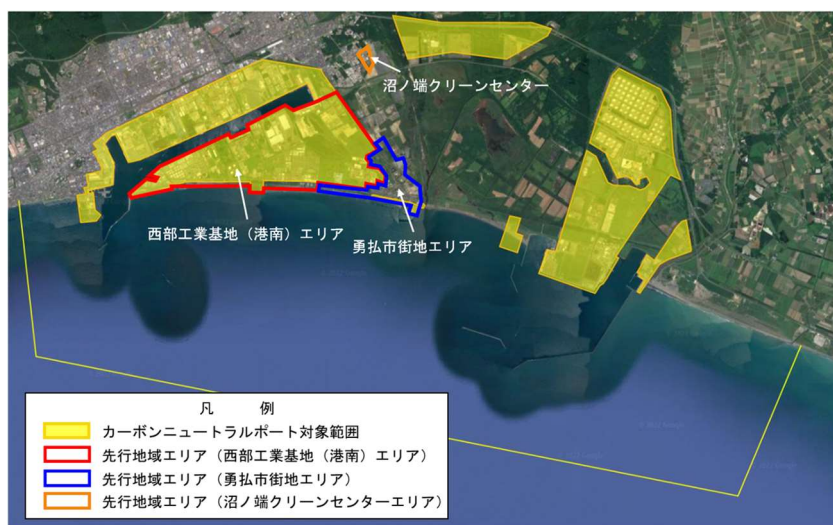 沼ノ端クリーンセンター
西部工業基地（港南）エリア
勇払市街地エリア
凡　例
カーボンニュートラルポート対象範囲
先行地域エリア（西部工業基地（港南）エリア）
先行地域エリア（勇払市街地エリア）
先行地域エリア（沼ノ端クリーンセンターエリア）